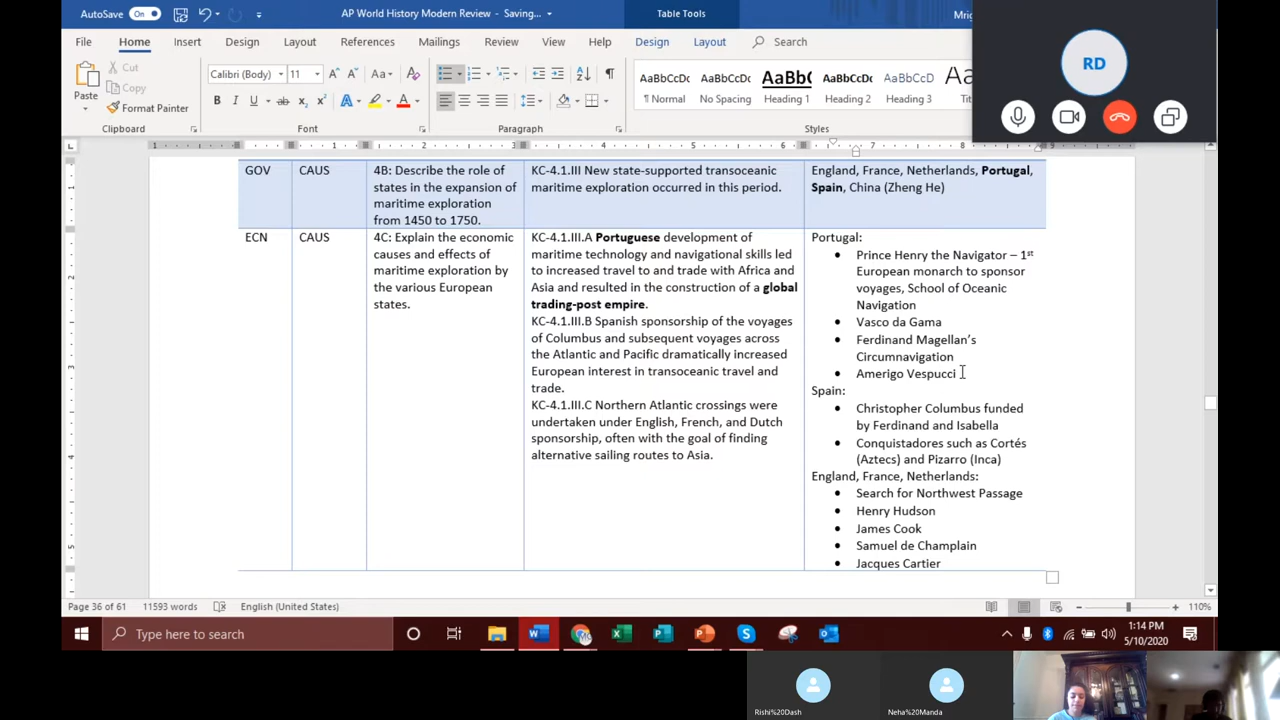 AutoSave On AP World History Modern Review - Saving... Table Tools Mrig
File Home Insert Design Layout References Mailings Review View Help Design Layout Search
RD
Paste Cut Copy Format Painter
Calibri (Body) 11
AaBbCcDc AaBbCcDc AaBbC AaBbCcD AaBbCcD
¶ Normal No Spacing Heading 1 Heading 2 Heading 3
Clipboard Font Paragraph Styles
GOV
CAUS
4B: Describe the role of
states in the expansion of
maritime exploration
from 1450 to 1750.
KC-4.1.III New state-supported transoceanic
maritime exploration occurred in this period.
England, France, Netherlands, Portugal,
Spain, China (Zheng He)
ECN
CAUS
4C: Explain the economic
causes and effects of
maritime exploration by
the various European
states.
KC-4.1.III.A Portuguese development of
maritime technology and navigational skills led
to increased travel to and trade with Africa and
Asia and resulted in the construction of a global
trading-post empire.
KC-4.1.III.B Spanish sponsorship of the voyages
of Columbus and subsequent voyages across
the Atlantic and Pacific dramatically increased
European interest in transoceanic travel and
trade.
KC-4.1.III.C Northern Atlantic crossings were
undertaken under English, French, and Dutch
sponsorship, often with the goal of finding
alternative sailing routes to Asia.
Portugal:
• Prince Henry the Navigator – 1st
European monarch to sponsor
voyages, School of Oceanic
Navigation
• Vasco da Gama
• Ferdinand Magellan's
Circumnavigation
• Amerigo Vespucci
Spain:
• Christopher Columbus funded
by Ferdinand and Isabella
• Conquistadores such as Cortés
(Aztecs) and Pizarro (Inca)
England, France, Netherlands:
• Search for Northwest Passage
• Henry Hudson
• James Cook
• Samuel de Champlain
• Jacques Cartier
Page 36 of 61 11593 words English (United States) 110%
Type here to search
1:14 PM
5/10/2020
Rishi%20Dash Neha%20Manda